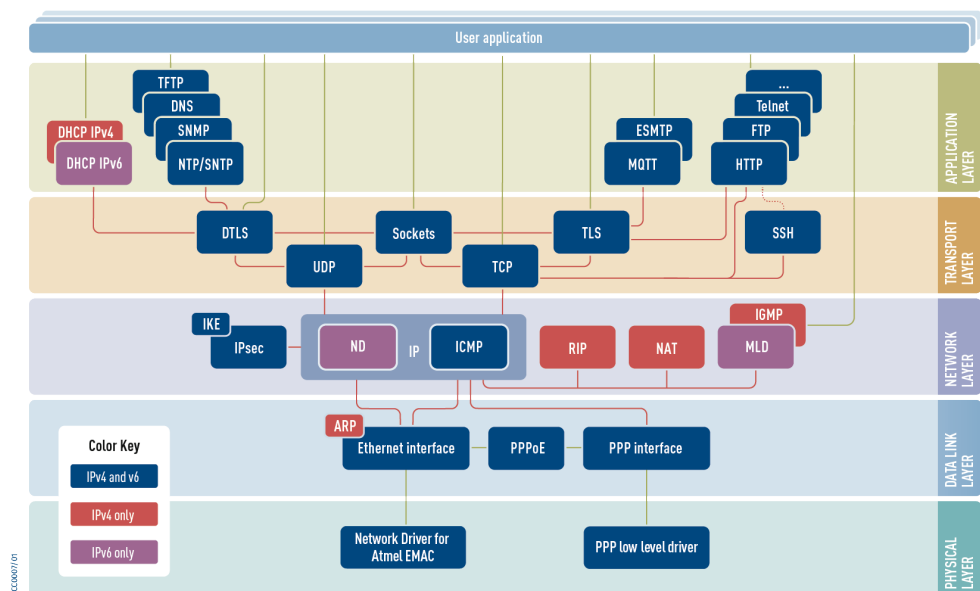 User application
TFTP
DNS
SNMP
NTP/SNTP
DHCP IPv4
DHCP IPv6
ESMTP
MQTT
...
Telnet
FTP
HTTP
APPLICATION
LAYER
DTLS
Sockets
TLS
SSH
UDP
TCP
TRANSPORT
LAYER
IKE
IPsec
ND
IP
ICMP
RIP
NAT
IGMP
MLD
NETWORK
LAYER
ARP
Ethernet interface
PPPoE
PPP interface
DATA LINK
LAYER
Color Key
IPv4 and v6
IPv4 only
IPv6 only
Network Driver for
Atmel EMAC
PPP low level driver
PHYSICAL
LAYER
CC0007/01